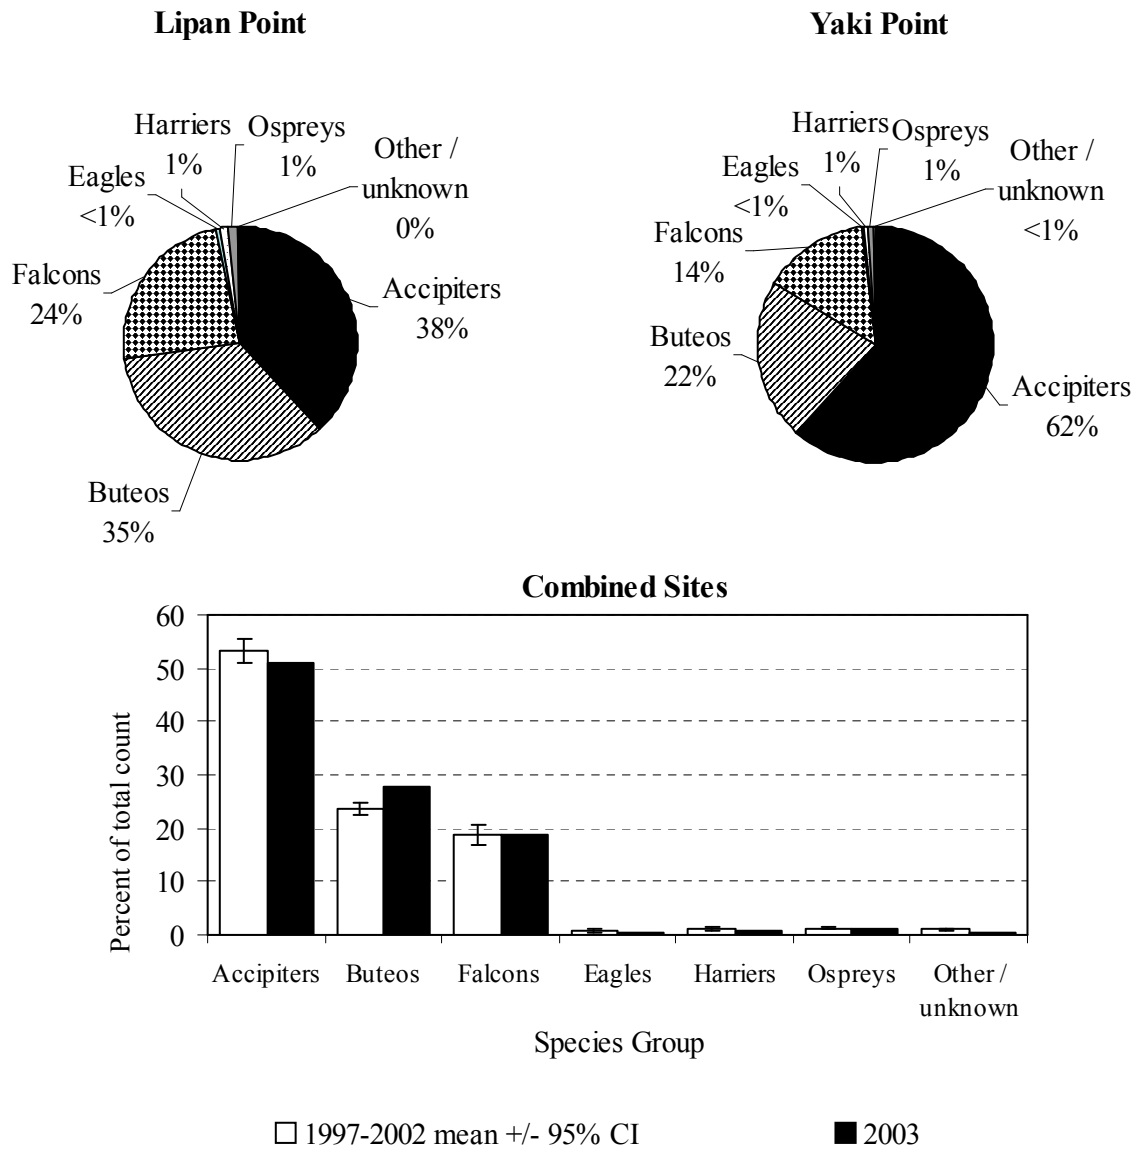 Lipan Point
Yaki Point
Harriers
1%
Ospreys
1%
Other /
unknown
0%
Eagles
<1%
Falcons
24%
Accipiters
38%
Buteos
35%
Harriers
1%
Ospreys
1%
Other /
unknown
<1%
Eagles
<1%
Falcons
14%
Buteos
22%
Accipiters
62%
Combined Sites
Percent of total count
60
50
40
30
20
10
0
Accipiters
Buteos
Falcons
Eagles
Harriers
Ospreys
Other /
unknown
Species Group
1997-2002 mean +/- 95% CI
2003